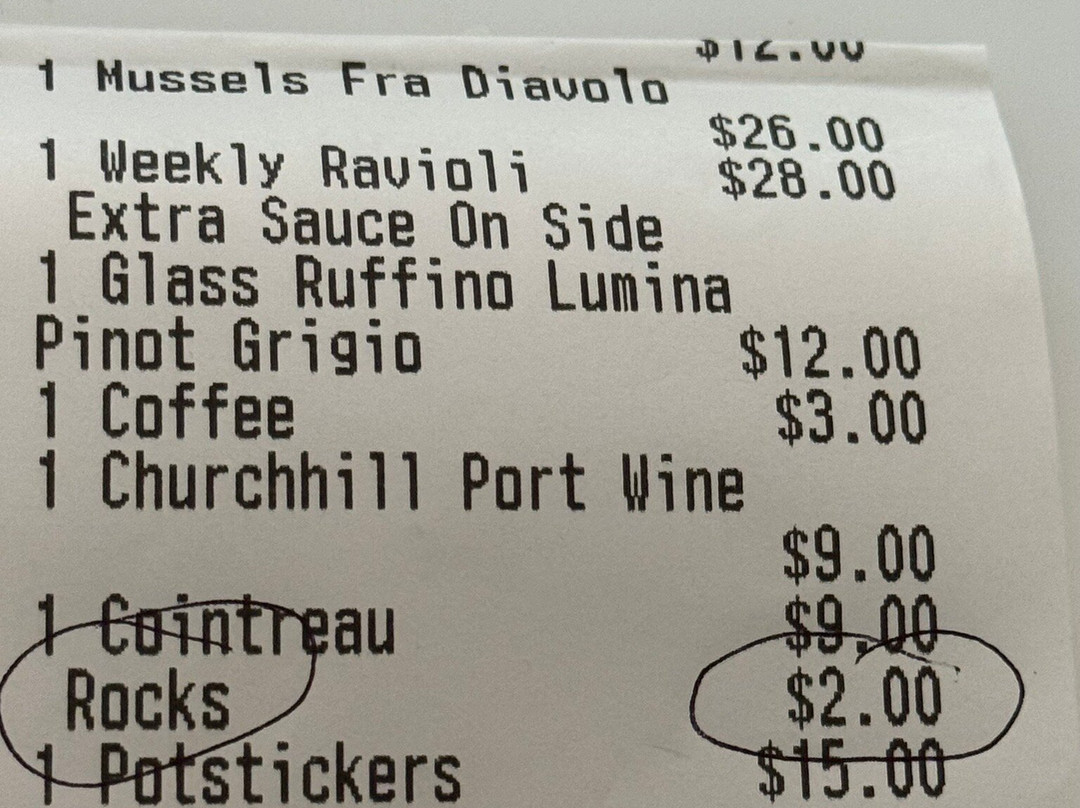 $12.00
1 Mussels Fra Diavolo
$26.00
1 Weekly Ravioli $28.00
Extra Sauce On Side
1 Glass Ruffino Lumina
Pinot Grigio $12.00
1 Coffee $3.00
1 Churchhill Port Wine
$9.00
1 Cointreau $9.00
Rocks $2.00
1 Potstickers $15.00